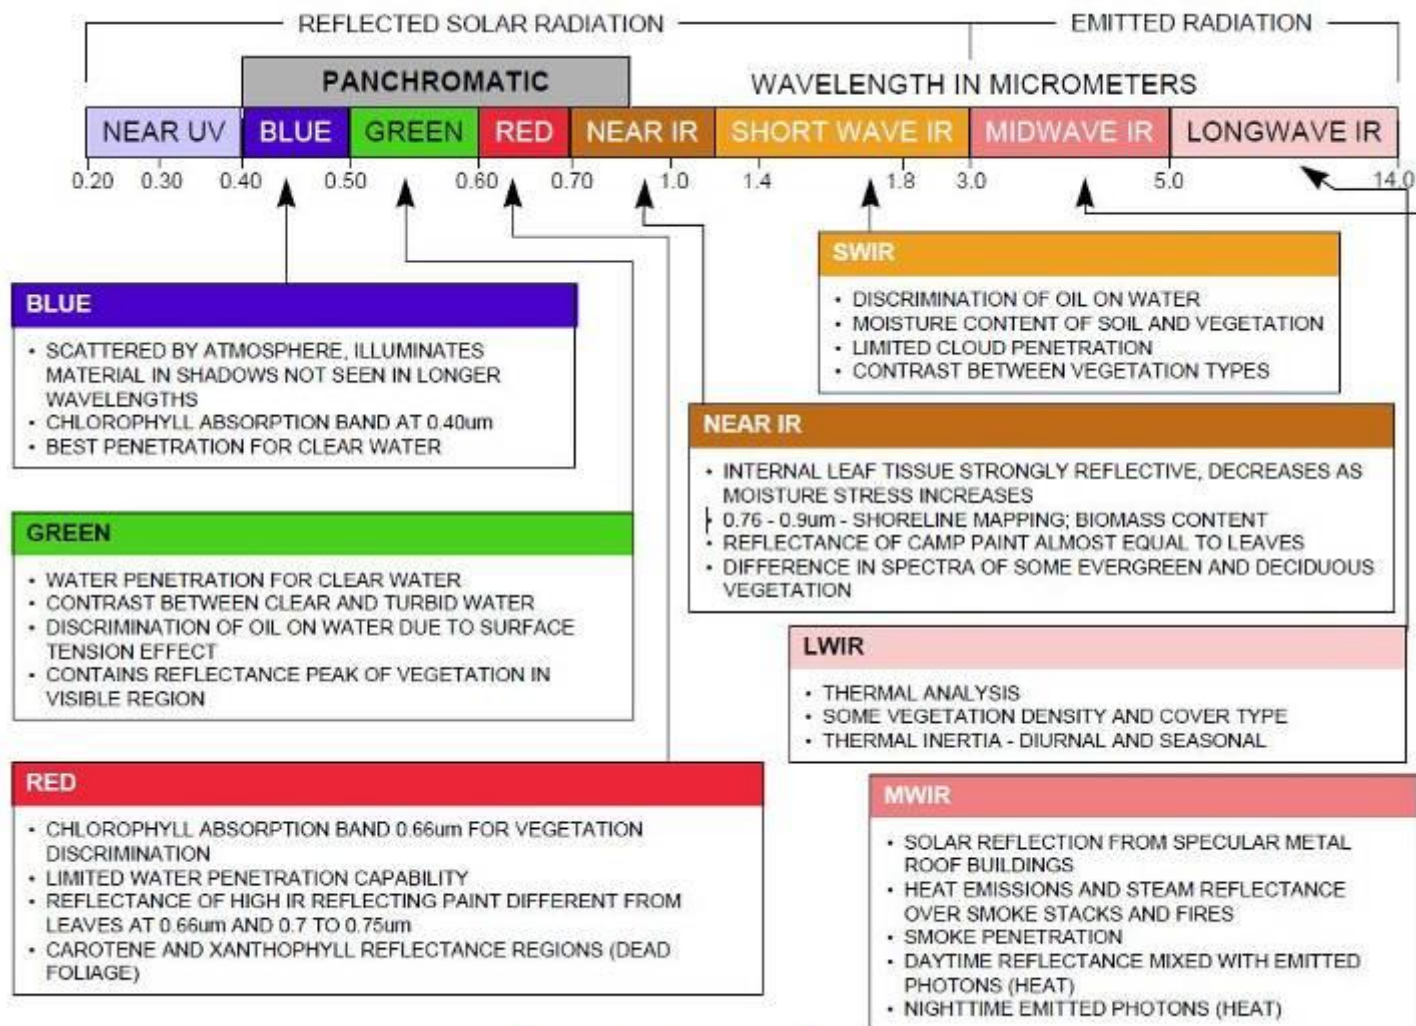 REFLECTED SOLAR RADIATION
EMITTED RADIATION
PANCHROMATIC
WAVELENGTH IN MICROMETERS
NEAR UV
BLUE
GREEN
RED
NEAR IR
SHORT WAVE IR
MIDWAVE IR
LONGWAVE IR
0.20
0.30
0.40
0.50
0.60
0.70
1.0
1.4
1.8
3.0
5.0
14.0
BLUE
• SCATTERED BY ATMOSPHERE, ILLUMINATES
MATERIAL IN SHADOWS NOT SEEN IN LONGER
WAVELENGTHS
• CHLOROPHYLL ABSORPTION BAND AT 0.40um
• BEST PENETRATION FOR CLEAR WATER
GREEN
• WATER PENETRATION FOR CLEAR WATER
• CONTRAST BETWEEN CLEAR AND TURBID WATER
• DISCRIMINATION OF OIL ON WATER DUE TO SURFACE
TENSION EFFECT
• CONTAINS REFLECTANCE PEAK OF VEGETATION IN
VISIBLE REGION
RED
• CHLOROPHYLL ABSORPTION BAND 0.66um FOR VEGETATION
DISCRIMINATION
• LIMITED WATER PENETRATION CAPABILITY
• REFLECTANCE OF HIGH IR REFLECTING PAINT DIFFERENT FROM
LEAVES AT 0.66um AND 0.7 TO 0.75um
• CAROTENE AND XANTHOPHYLL REFLECTANCE REGIONS (DEAD
FOLIAGE)
SWIR
• DISCRIMINATION OF OIL ON WATER
• MOISTURE CONTENT OF SOIL AND VEGETATION
• LIMITED CLOUD PENETRATION
• CONTRAST BETWEEN VEGETATION TYPES
NEAR IR
• INTERNAL LEAF TISSUE STRONGLY REFLECTIVE, DECREASES AS
MOISTURE STRESS INCREASES
• 0.76 - 0.9um - SHORELINE MAPPING; BIOMASS CONTENT
• REFLECTANCE OF CAMP PAINT ALMOST EQUAL TO LEAVES
• DIFFERENCE IN SPECTRA OF SOME EVERGREEN AND DECIDUOUS
VEGETATION
LWIR
• THERMAL ANALYSIS
• SOME VEGETATION DENSITY AND COVER TYPE
• THERMAL INERTIA - DIURNAL AND SEASONAL
MWIR
• SOLAR REFLECTION FROM SPECULAR METAL
ROOF BUILDINGS
• HEAT EMISSIONS AND STEAM REFLECTANCE
OVER SMOKE STACKS AND FIRES
• SMOKE PENETRATION
• DAYTIME REFLECTANCE MIXED WITH EMITTED
PHOTONS (HEAT)
• NIGHTTIME EMITTED PHOTONS (HEAT)